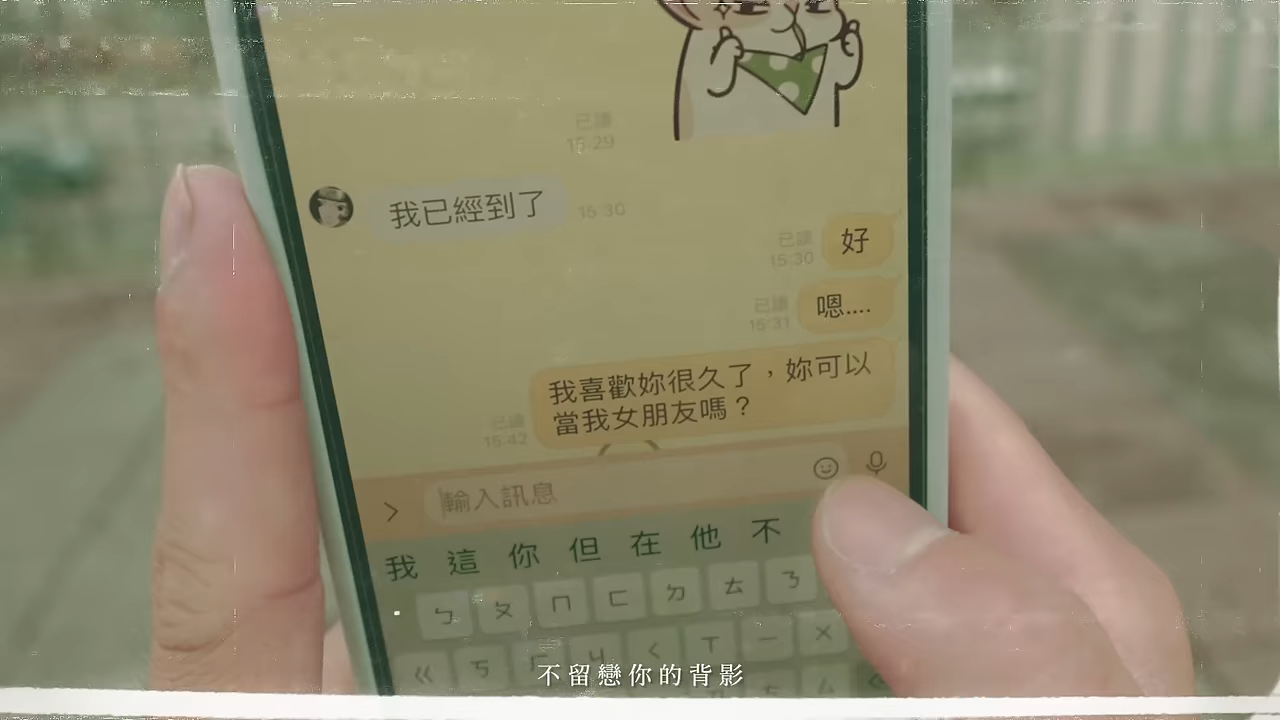 已讀
15:29
我已經到了
15:30
已讀
15:30
好
已讀
15:31
嗯....
我喜歡妳很久了，妳可以
當我女朋友嗎？
已讀
15:42
輸入訊息
我 這 你 但 在 他 不
ㄅ ㄆ ㄇ ㄈ ㄉ ㄊ ㄋ
ㄍ ㄎ ㄏ ㄐ ㄑ ㄒ ㄧ ㄨ
不留戀你的背影